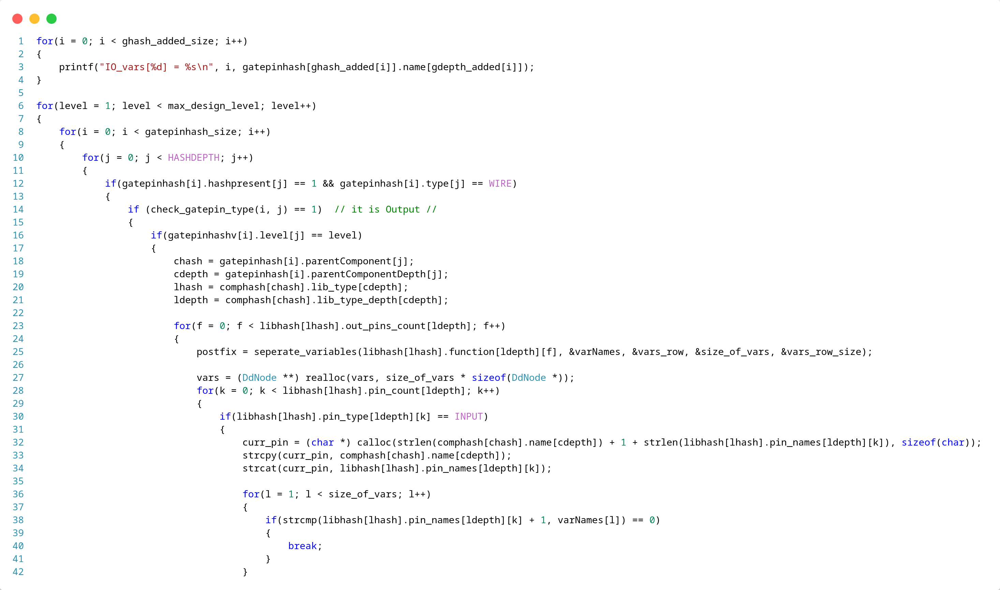 1 for(i = 0; i < ghash_added_size; i++)
2 {
3     printf("IO_vars[%d] = %s\n", i, gatepinhash[ghash_added[i]].name[gdepth_added[i]]);
4 }
5
6 for(level = 1; level < max_design_level; level++)
7 {
8     for(i = 0; i < gatepinhash_size; i++)
9     {
10         for(j = 0; j < HASHDEPTH; j++)
11         {
12             if(gatepinhash[i].hashpresent[j] == 1 && gatepinhash[i].type[j] == WIRE)
13             {
14                 if (check_gatepin_type(i, j) == 1)  // it is Output //
15                 {
16                     if(gatepinhashv[i].level[j] == level)
17                     {
18                         chash = gatepinhash[i].parentComponent[j];
19                         cdepth = gatepinhash[i].parentComponentDepth[j];
20                         lhash = comphash[chash].lib_type[cdepth];
21                         ldepth = comphash[chash].lib_type_depth[cdepth];
22
23                         for(f = 0; f < libhash[lhash].out_pins_count[ldepth]; f++)
24                         {
25                             postfix = seperate_variables(libhash[lhash].function[ldepth][f], &varNames, &vars_row, &size_of_vars, &vars_row_size);
26
27                             vars = (DdNode **) realloc(vars, size_of_vars * sizeof(DdNode *));
28                             for(k = 0; k < libhash[lhash].pin_count[ldepth]; k++)
29                             {
30                                 if(libhash[lhash].pin_type[ldepth][k] == INPUT)
31                                 {
32                                     curr_pin = (char *) calloc(strlen(comphash[chash].name[cdepth]) + 1 + strlen(libhash[lhash].pin_names[ldepth][k]), sizeof(char));
33                                     strcpy(curr_pin, comphash[chash].name[cdepth]);
34                                     strcat(curr_pin, libhash[lhash].pin_names[ldepth][k]);
35
36                                     for(l = 1; l < size_of_vars; l++)
37                                     {
38                                         if(strcmp(libhash[lhash].pin_names[ldepth][k] + 1, varNames[l]) == 0)
39                                         {
40                                             break;
41                                         }
42                                     }